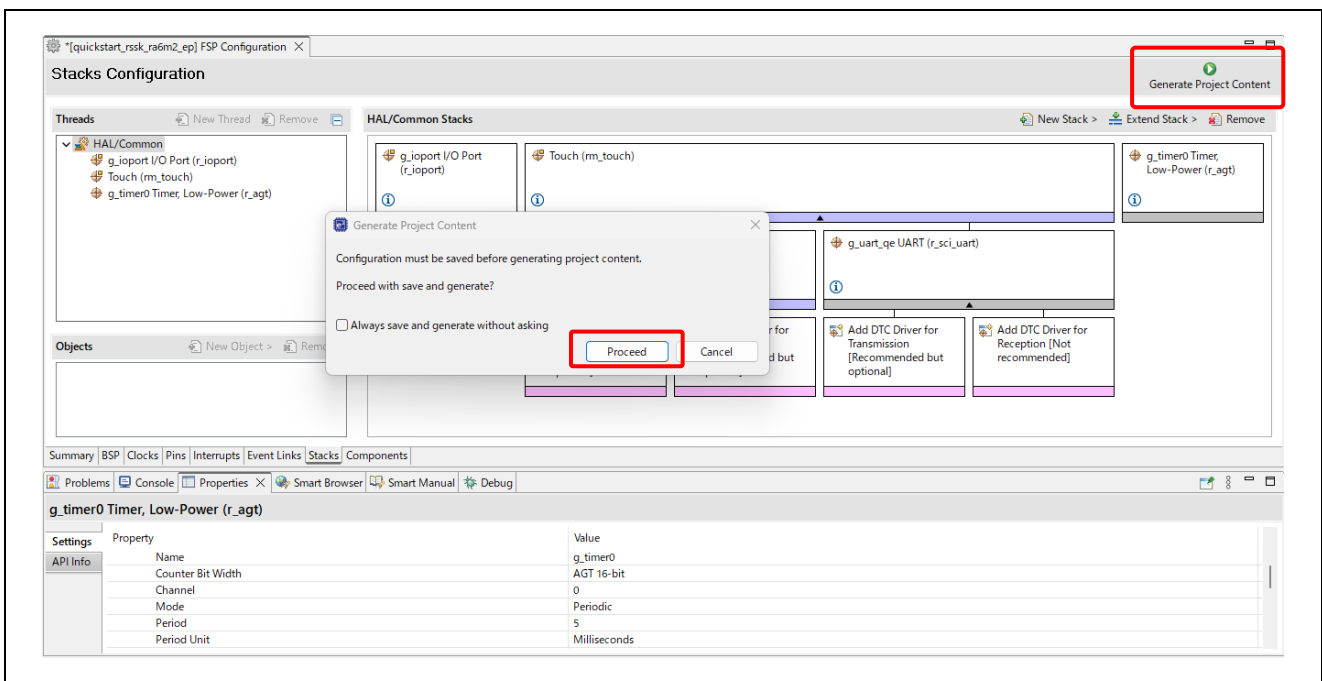 *[quickstart_rssk_ra6m2_ep] FSP Configuration
Stacks Configuration
Generate Project Content
Threads
New Thread
Remove
HAL/Common
g_ioport I/O Port (r_ioport)
Touch (rm_touch)
g_timer0 Timer, Low-Power (r_agt)
HAL/Common Stacks
New Stack >
Extend Stack >
Remove
g_ioport I/O Port
(r_ioport)
Touch (rm_touch)
g_timer0 Timer,
Low-Power (r_agt)
g_uart_qe UART (r_sci_uart)
Add DTC Driver for
Transmission
[Recommended but
optional]
Add DTC Driver for
Reception [Not
recommended]
Generate Project Content
Configuration must be saved before generating project content.
Proceed with save and generate?
Always save and generate without asking
Proceed
Cancel
for
but
Objects
New Object >
Summary BSP Clocks Pins Interrupts Event Links Stacks Components
Problems Console Properties Smart Browser Smart Manual Debug
g_timer0 Timer, Low-Power (r_agt)
Settings
API Info
Property Value
Name g_timer0
Counter Bit Width AGT 16-bit
Channel 0
Mode Periodic
Period 5
Period Unit Milliseconds